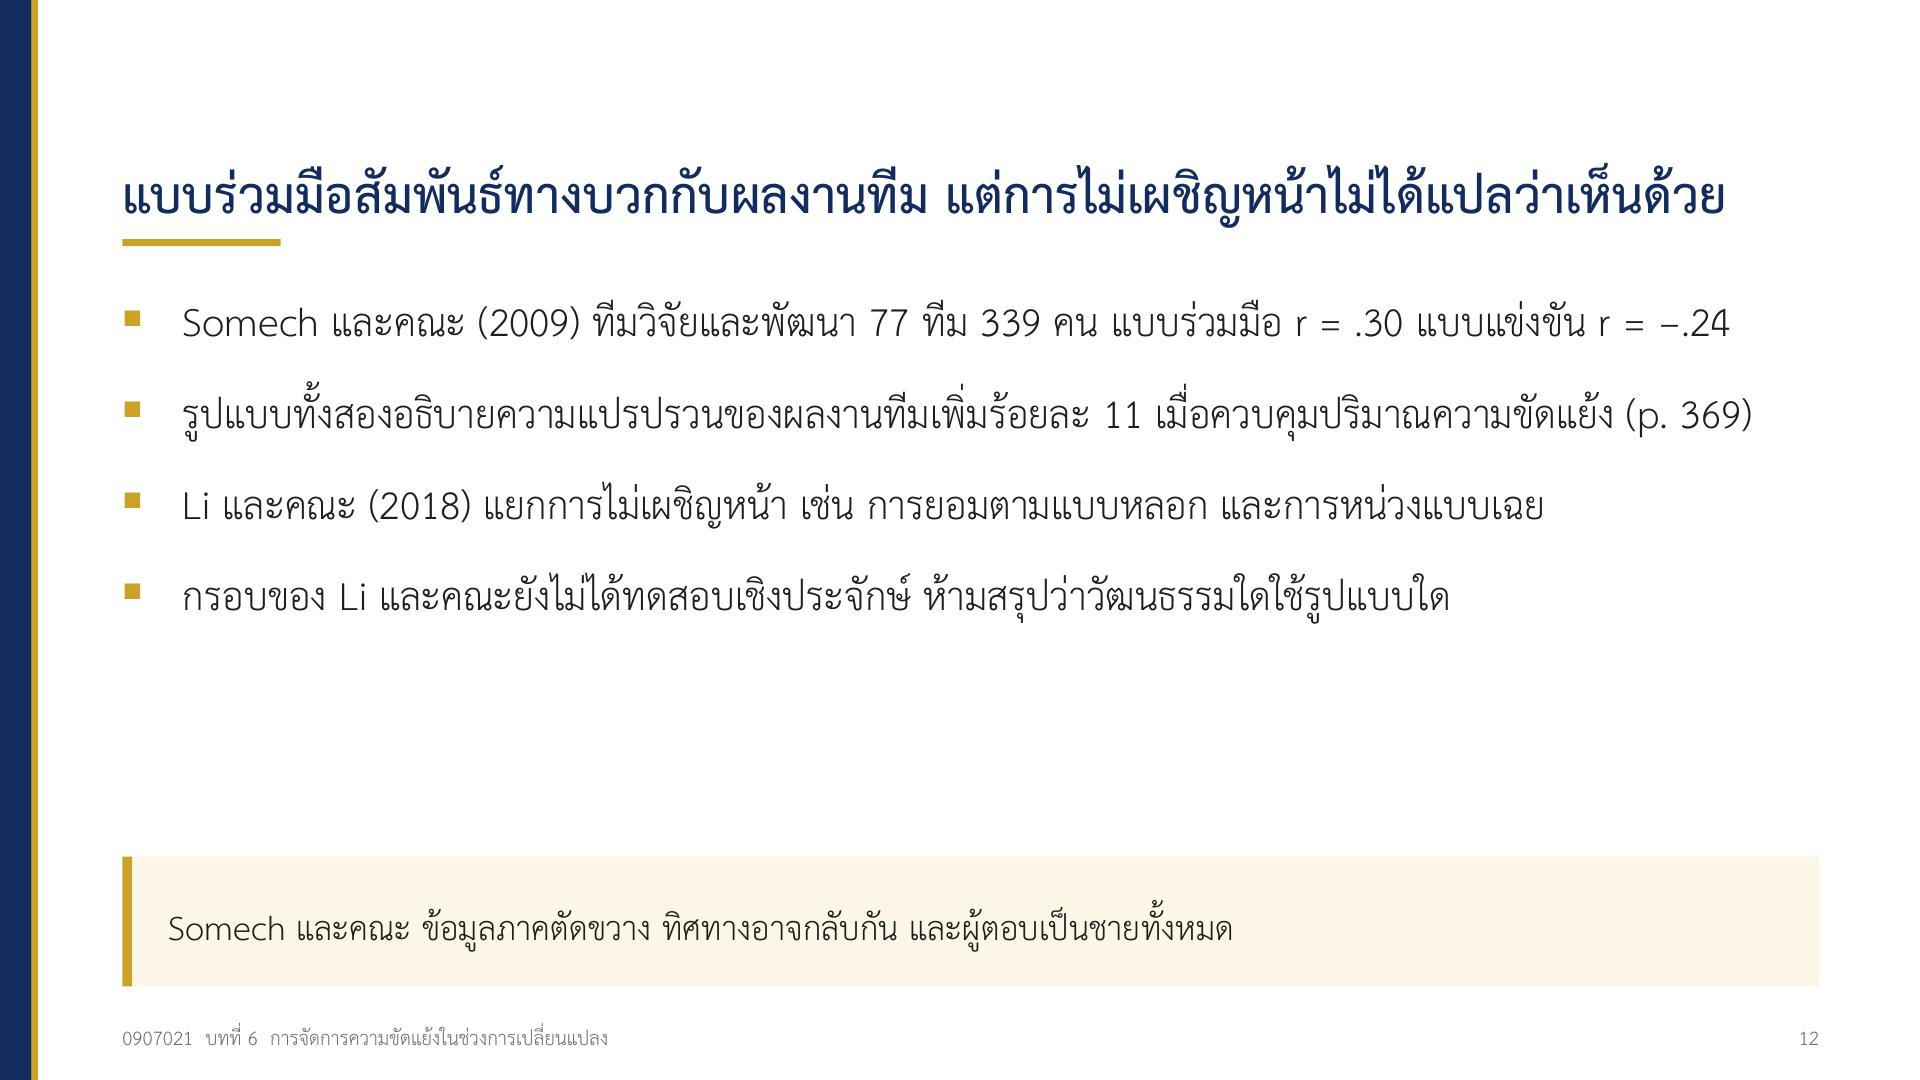 แบบร่วมมือสัมพันธ์ทางบวกกับผลงานทีม แต่การไม่เผชิญหน้าไม่ได้แปลว่าเห็นด้วย
Somech และคณะ (2009) ทีมวิจัยและพัฒนา 77 ทีม 339 คน แบบร่วมมือ r = .30 แบบแข่งขัน r = –.24
รูปแบบทั้งสองอธิบายความแปรปรวนของผลงานทีมเพิ่มร้อยละ 11 เมื่อควบคุมปริมาณความขัดแย้ง (p. 369)
Li และคณะ (2018) แยกการไม่เผชิญหน้า เช่น การยอมตามแบบหลอก และการหน่วงแบบเฉย
กรอบของ Li และคณะยังไม่ได้ทดสอบเชิงประจักษ์ ห้ามสรุปว่าวัฒนธรรมใดใช้รูปแบบใด
Somech และคณะ ข้อมูลภาคตัดขวาง ทิศทางอาจกลับกัน และผู้ตอบเป็นชายทั้งหมด
0907021 บทที่ 6 การจัดการความขัดแย้งในช่วงการเปลี่ยนแปลง
12